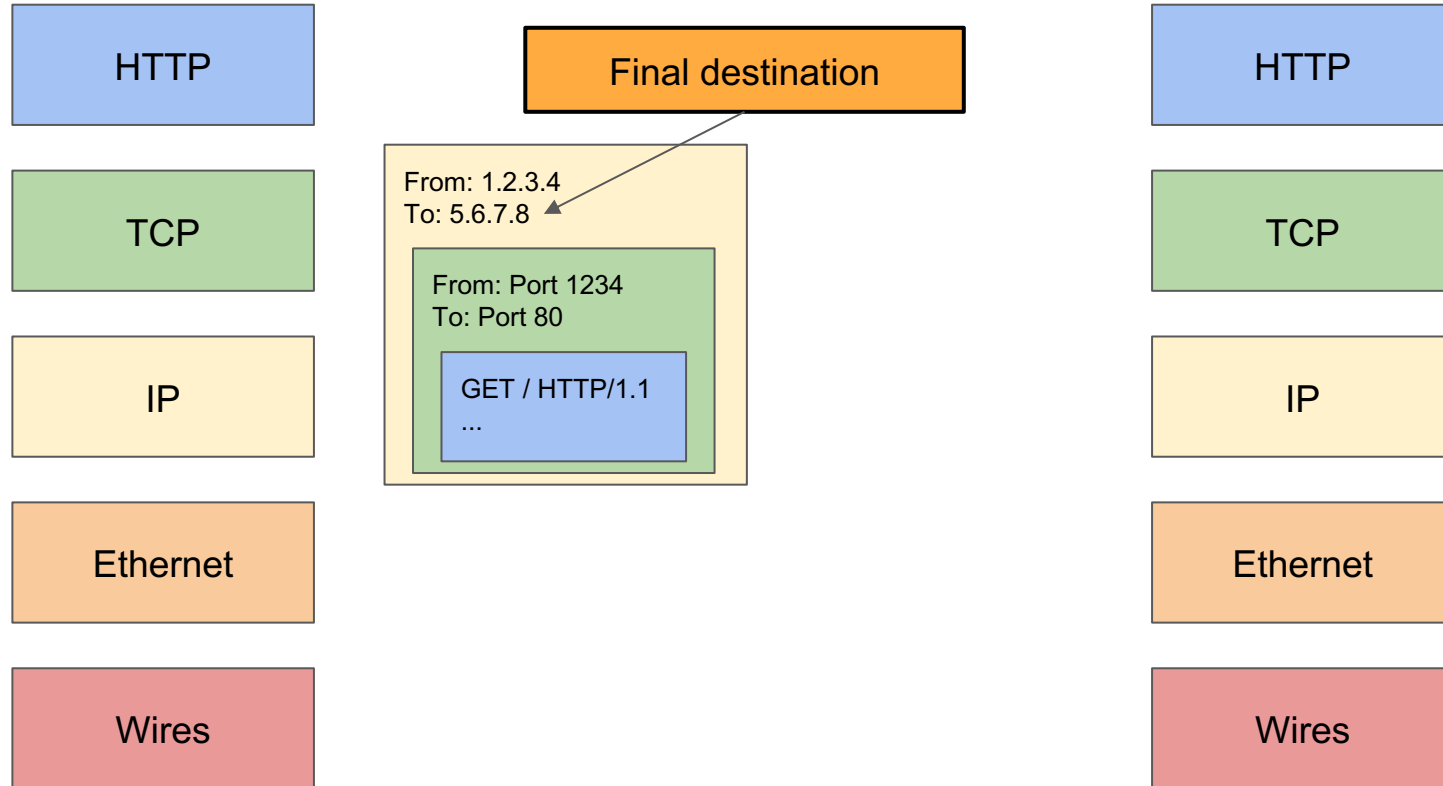 HTTP
TCP
IP
Ethernet
Wires
Final destination
From: 1.2.3.4
To: 5.6.7.8
From: Port 1234
To: Port 80
GET / HTTP/1.1
...
HTTP
TCP
IP
Ethernet
Wires